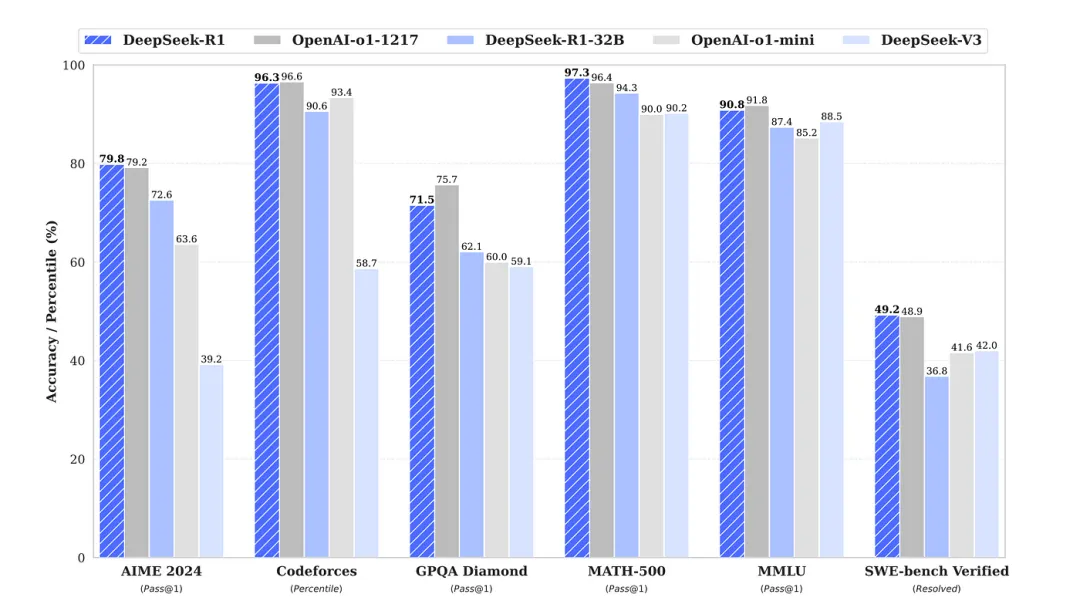 DeepSeek-R1 OpenAI-o1-1217 DeepSeek-R1-32B OpenAI-o1-mini DeepSeek-V3
Accuracy / Percentile (%)
100
80
60
40
20
0
79.8 79.2 72.6 63.6 39.2
96.3 96.6 90.6 93.4 58.7
71.5 75.7 62.1 60.0 59.1
97.3 96.4 94.3 90.0 90.2
90.8 91.8 87.4 85.2 88.5
49.2 48.9 36.8 41.6 42.0
AIME 2024 Codeforces GPQA Diamond MATH-500 MMLU SWE-bench Verified
(Pass@1) (Percentile) (Pass@1) (Pass@1) (Pass@1) (Resolved)